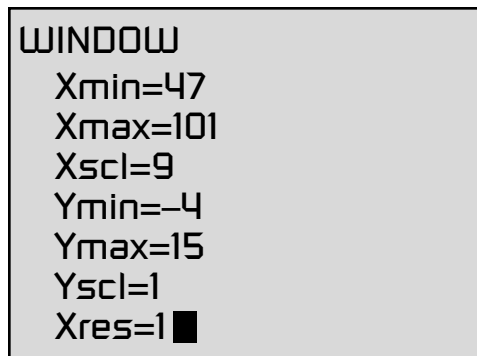 WINDOW
Xmin=47
Xmax=101
Xscl=9
Ymin=–4
Ymax=15
Yscl=1
Xres=1